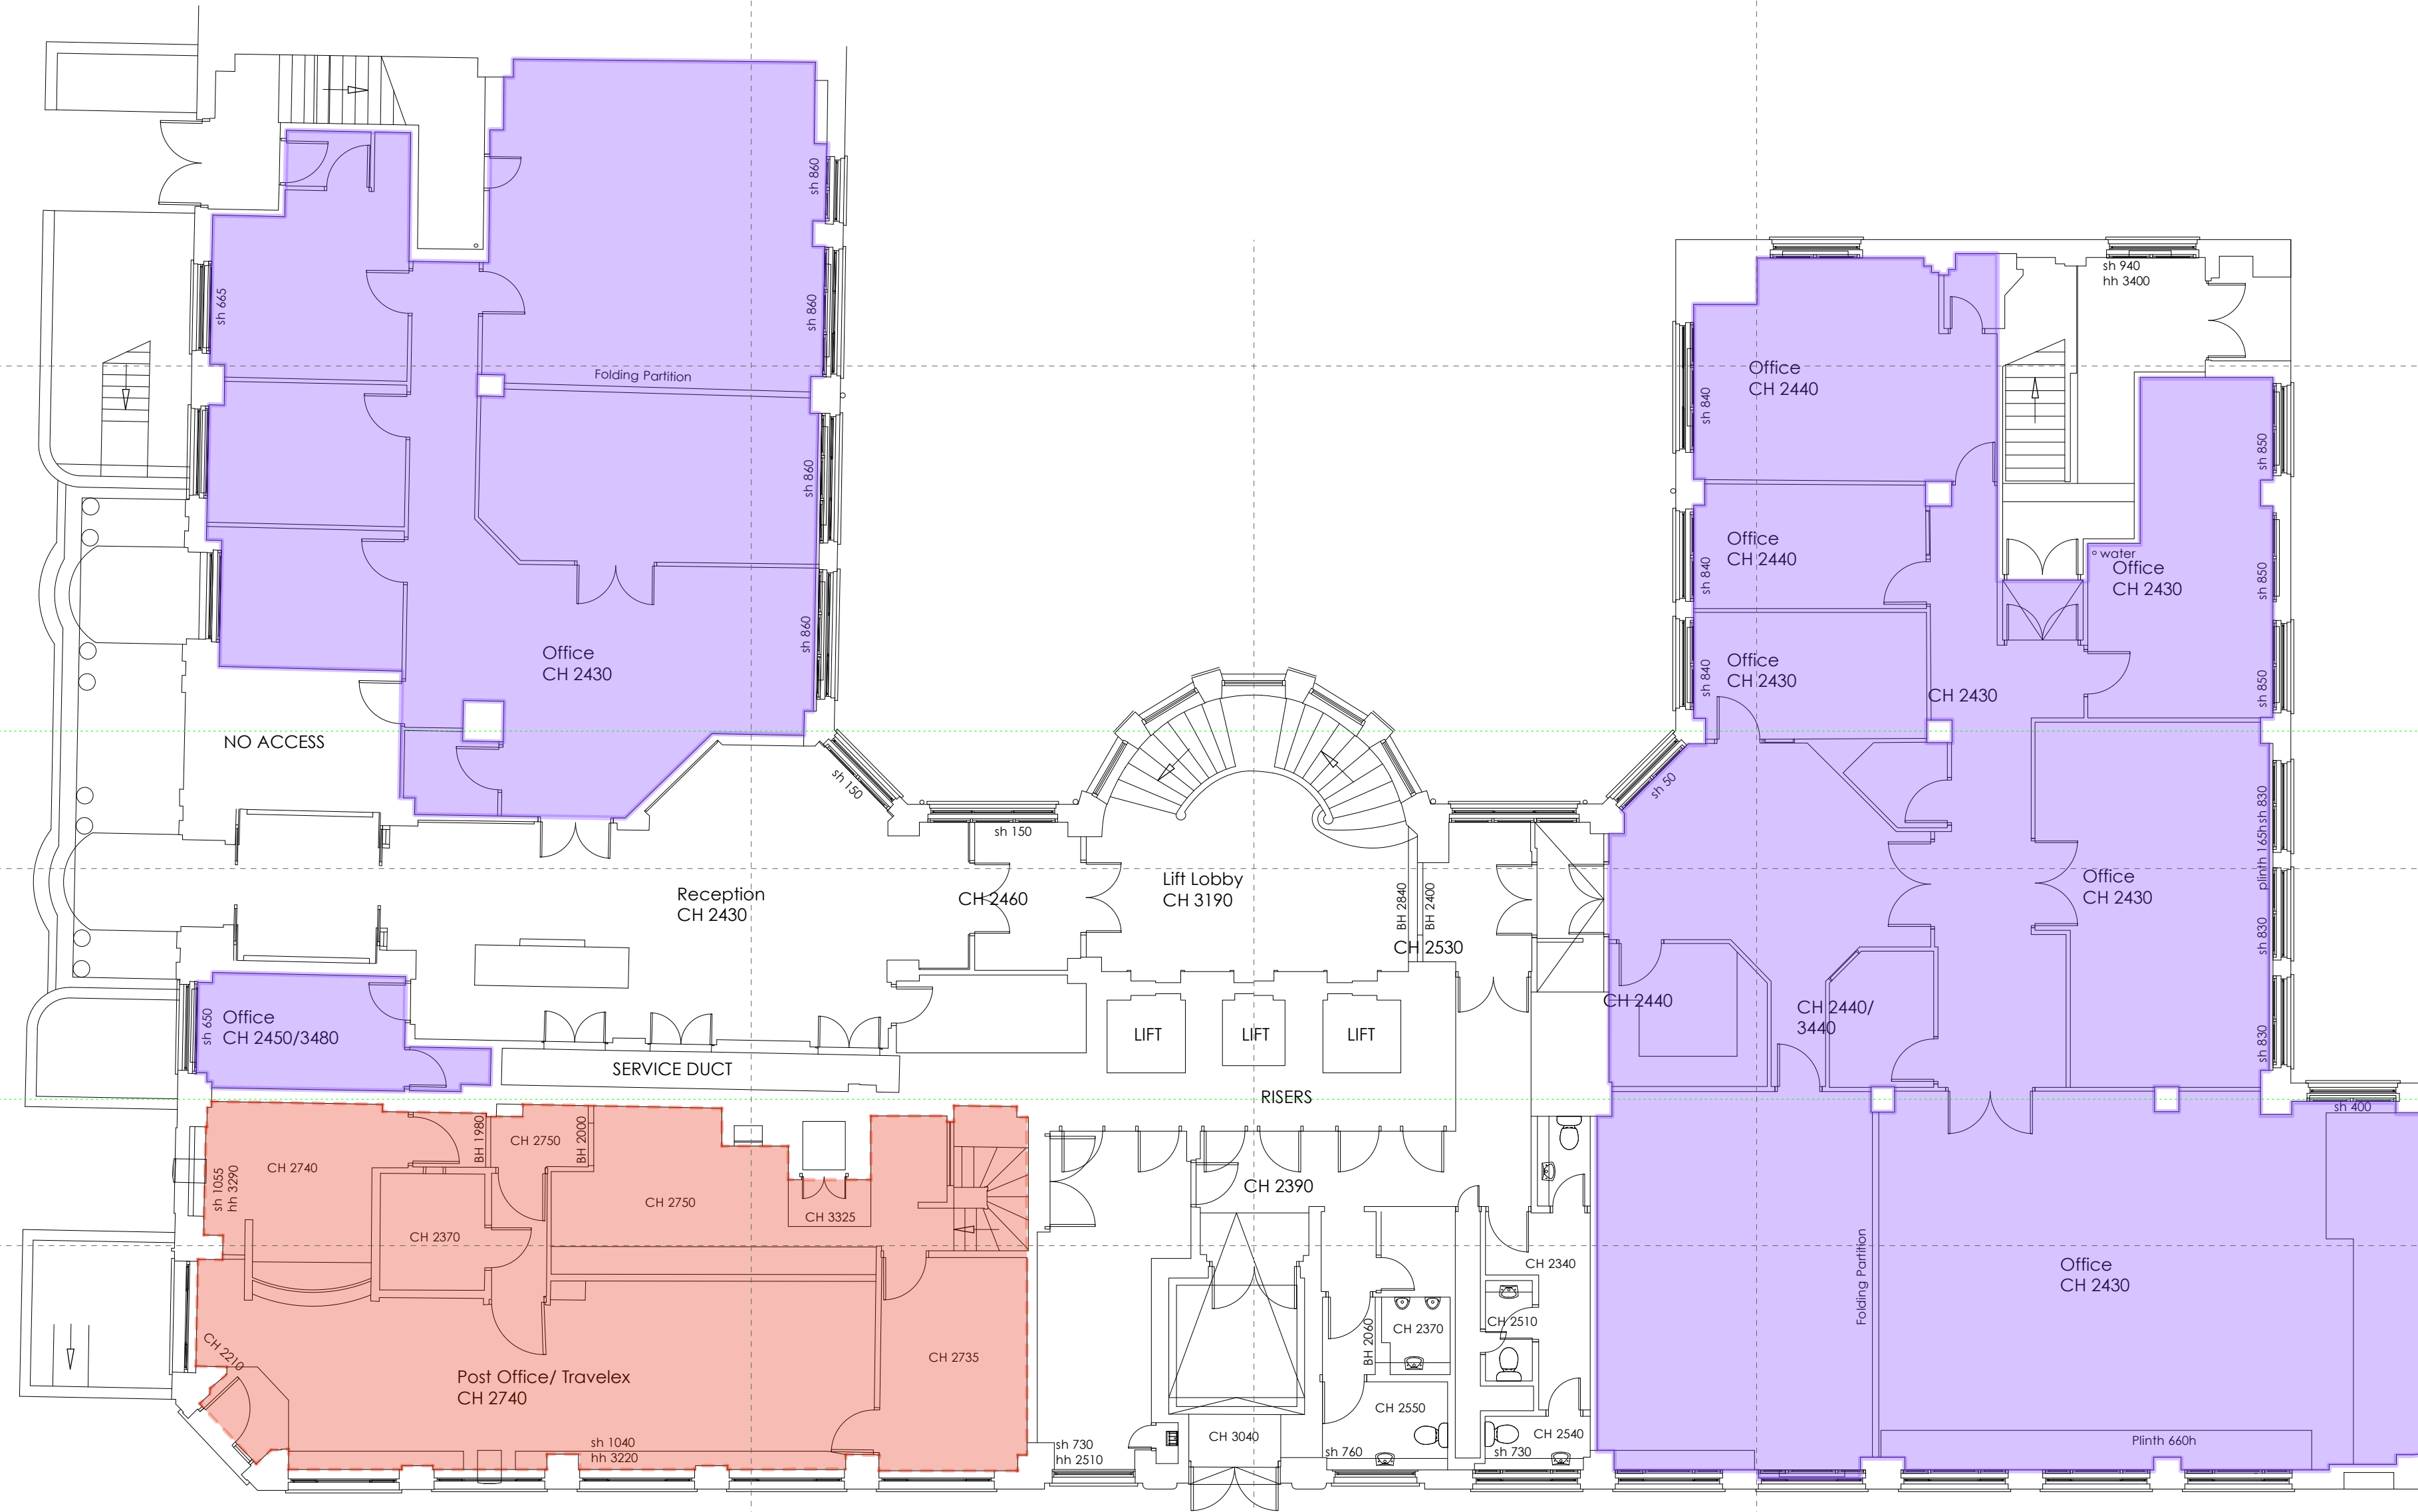 sh 860
sh 665
sh 860
Folding Partition
sh 860
sh 860
Office
CH 2430
NO ACCESS
sh 940
hh 3400
Office
CH 2440
sh 840
sh 850
Office
CH 2440
sh 840
water
Office
CH 2430
sh 850
Office
CH 2430
sh 840
CH 2430
sh 850
sh 150
sh 50
sh 150
sh 830
plinth 165h
Reception
CH 2430
CH 2460
Lift Lobby
CH 3190
BH 2840
BH 2400
CH 2530
Office
CH 2430
sh 830
sh 650
Office
CH 2450/3480
SERVICE DUCT
LIFT
LIFT
LIFT
RISERS
CH 2440
CH 2440/
3440
sh 830
sh 400
CH 2740
sh 1055
hh 3290
BH 1980
CH 2750
BH 2000
CH 2750
CH 3325
CH 2370
CH 2390
CH 2340
Folding Partition
Office
CH 2430
CH 2210
Post Office/ Travelex
CH 2740
CH 2735
BH 2060
CH 2370
CH 2510
CH 2550
sh 1040
hh 3220
sh 730
hh 2510
CH 3040
sh 760
sh 730
CH 2540
Plinth 660h